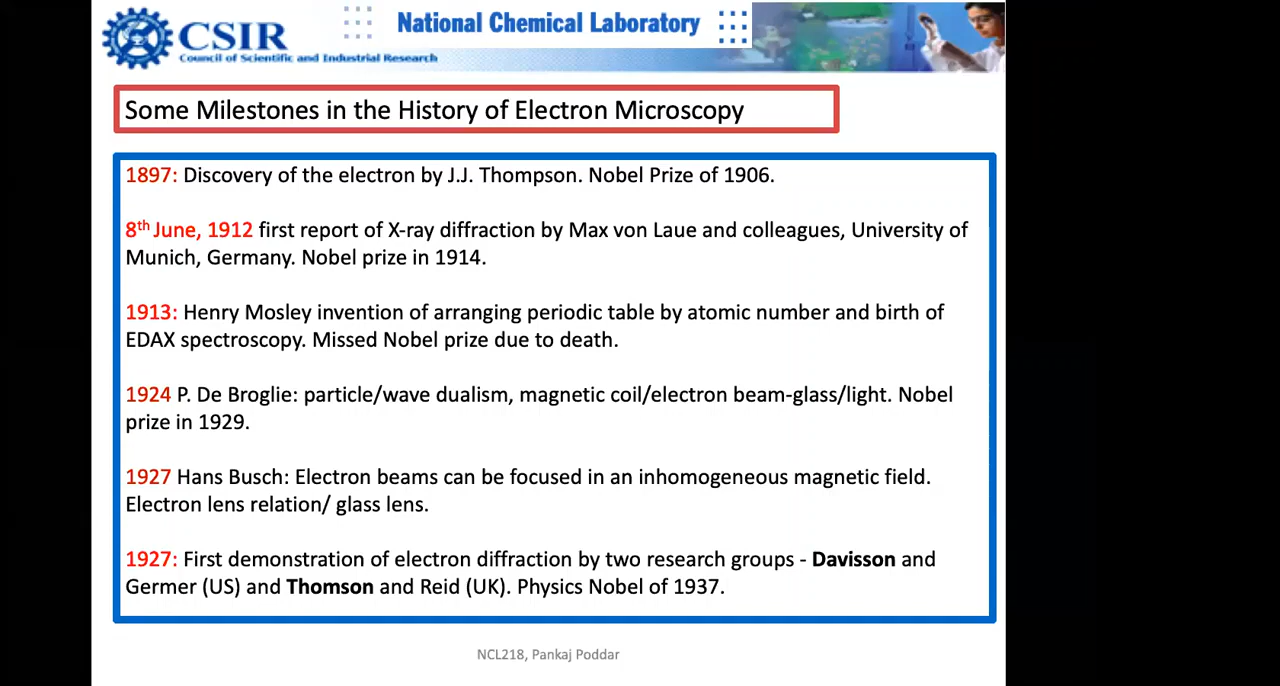 CSIR
Council of Scientific and Industrial Research
National Chemical Laboratory
Some Milestones in the History of Electron Microscopy
1897: Discovery of the electron by J.J. Thompson. Nobel Prize of 1906.
8th June, 1912 first report of X-ray diffraction by Max von Laue and colleagues, University of
Munich, Germany. Nobel prize in 1914.
1913: Henry Mosley invention of arranging periodic table by atomic number and birth of
EDAX spectroscopy. Missed Nobel prize due to death.
1924 P. De Broglie: particle/wave dualism, magnetic coil/electron beam-glass/light. Nobel
prize in 1929.
1927 Hans Busch: Electron beams can be focused in an inhomogeneous magnetic field.
Electron lens relation/ glass lens.
1927: First demonstration of electron diffraction by two research groups - Davisson and
Germer (US) and Thomson and Reid (UK). Physics Nobel of 1937.
NCL218, Pankaj Poddar